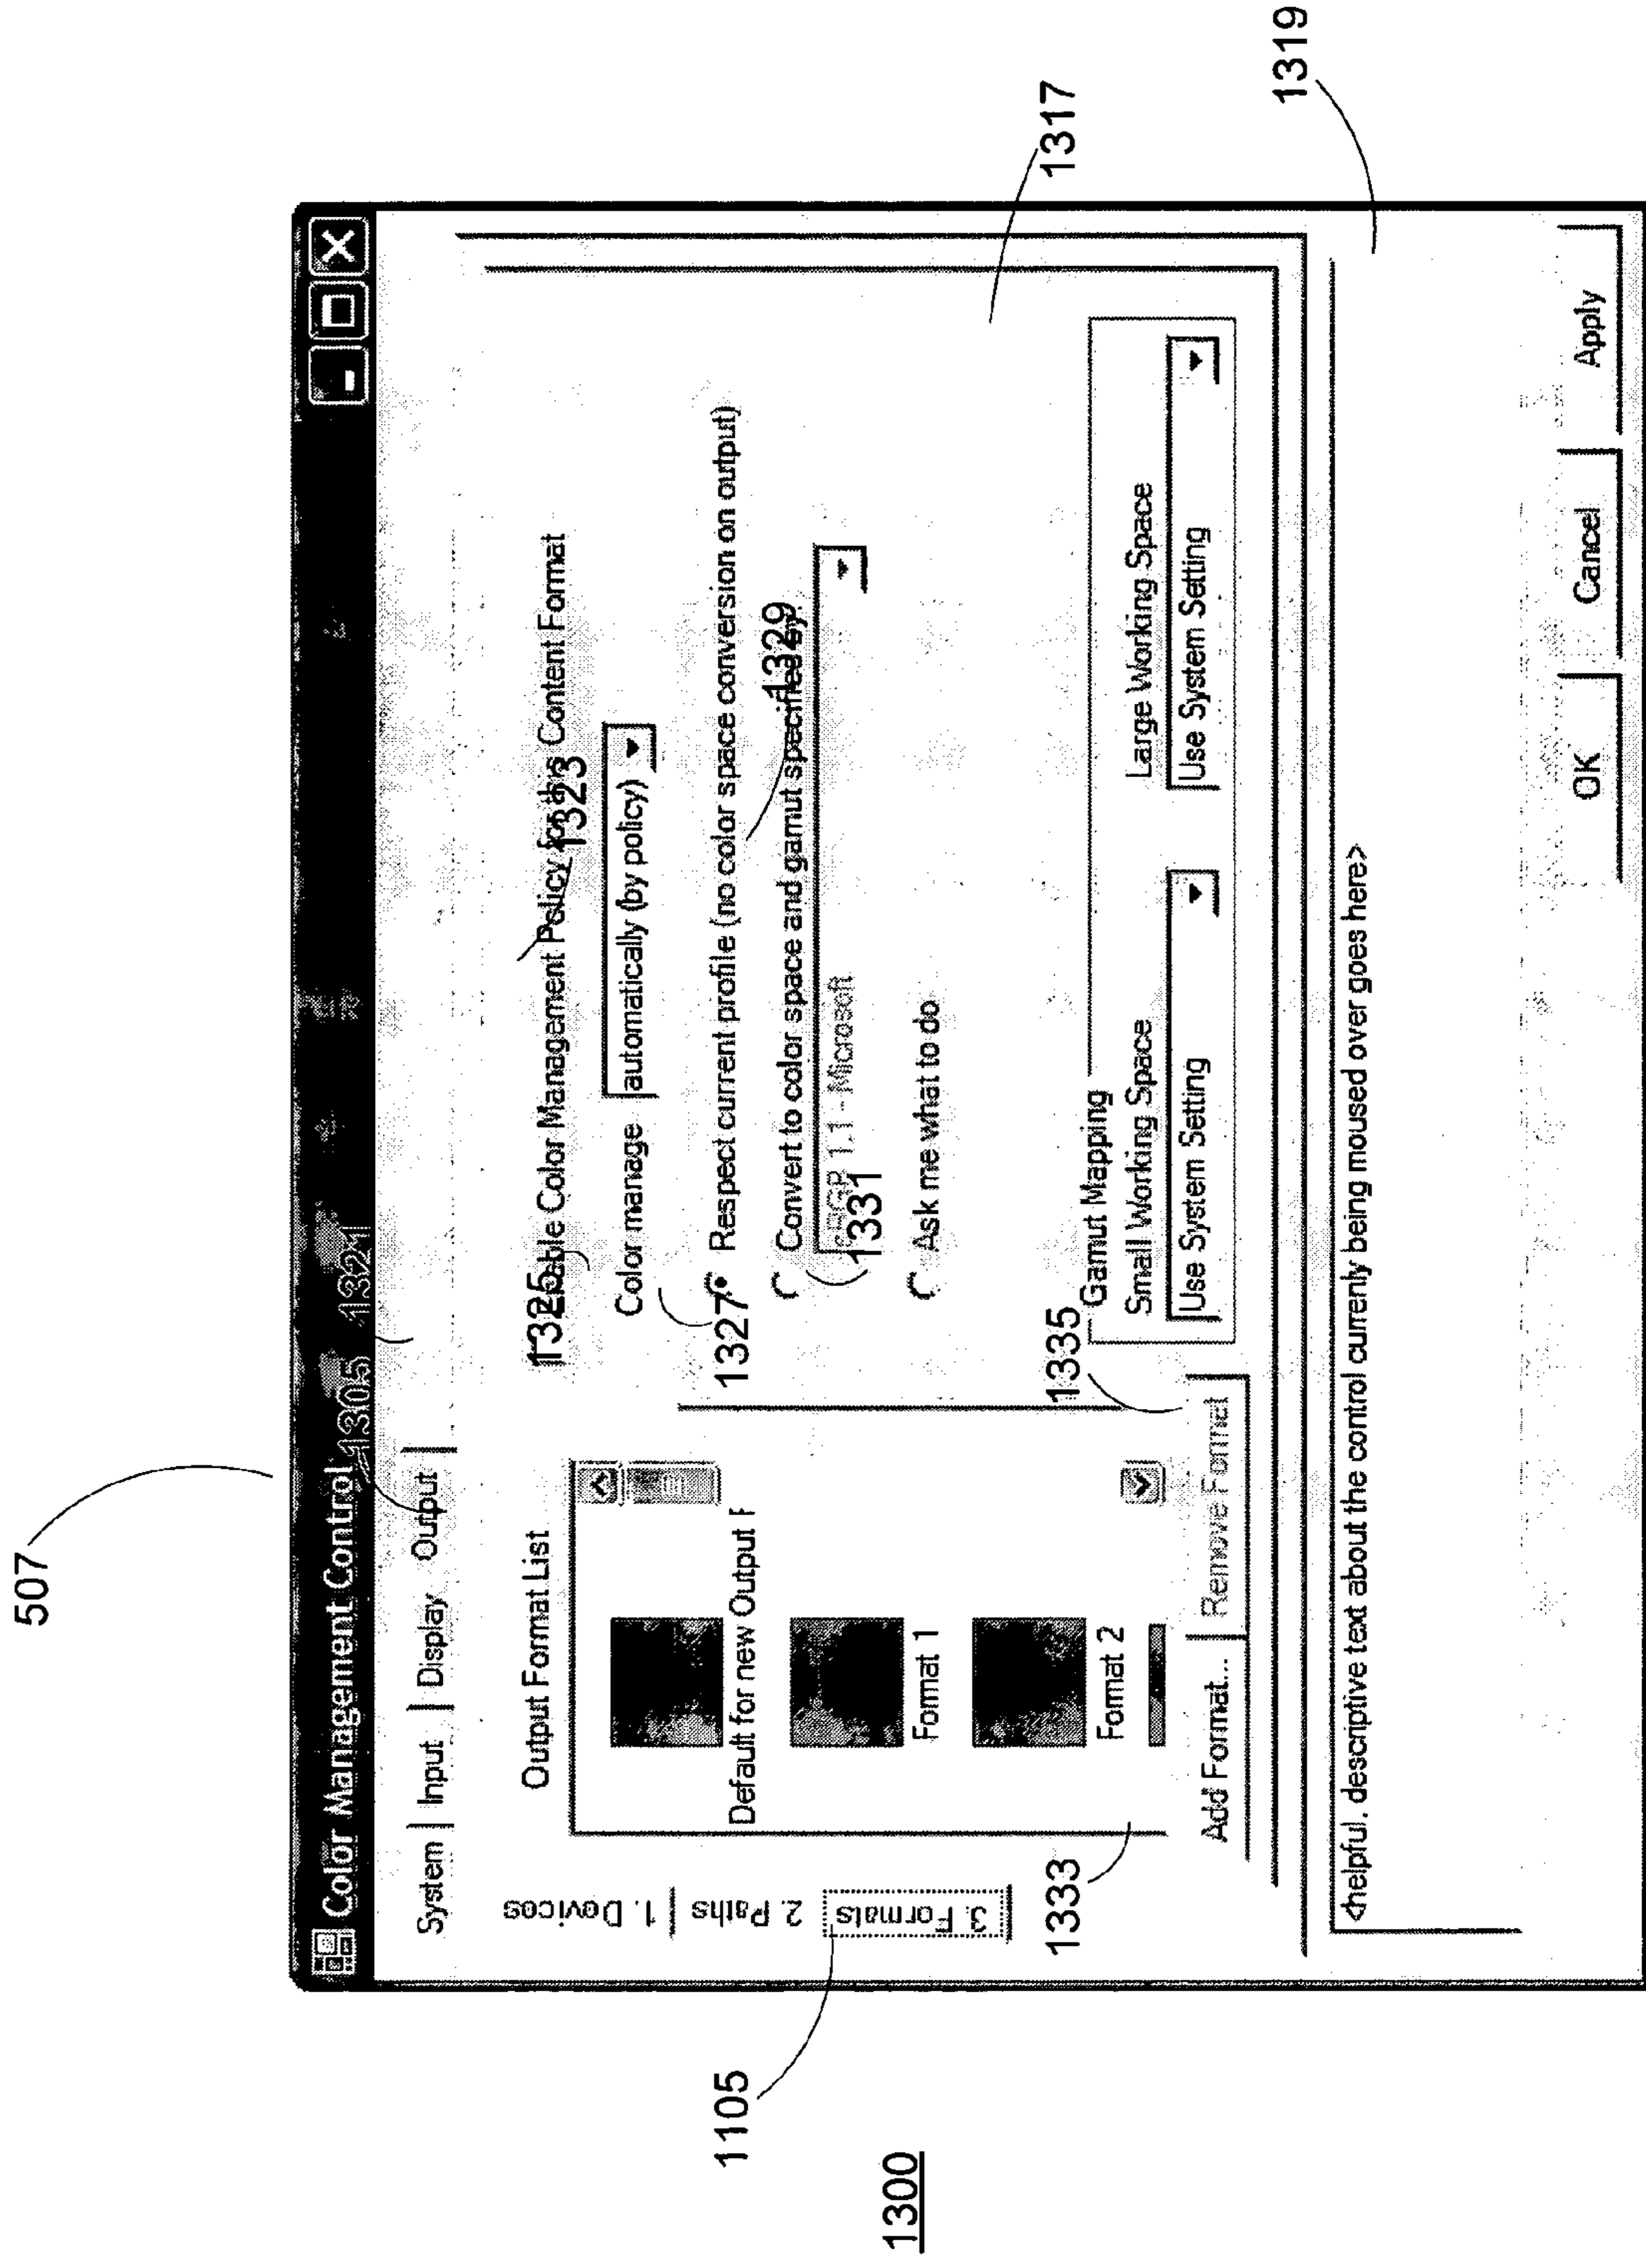 507
Color Management Control
1305
1321
System
Input
Display
Output
1. Devices
2. Paths
3. Formats
1105
1300
Output Format List
Default for new Output F
Format 1
Format 2
1333
Add Format...
Remove Format
1335
1325
Color Management Policy for this Content Format
1323
Color manage
automatically (by policy)
1327
Respect current profile (no color space conversion on output)
1329
Convert to color space and gamut specified by
1.1 - Microsoft
1331
Ask me what to do
Gamut Mapping
Small Working Space
Large Working Space
Use System Setting
Use System Setting
1317
1319
<helpful. descriptive text about the control currenly being moused over goes here>
OK
Cancel
Apply